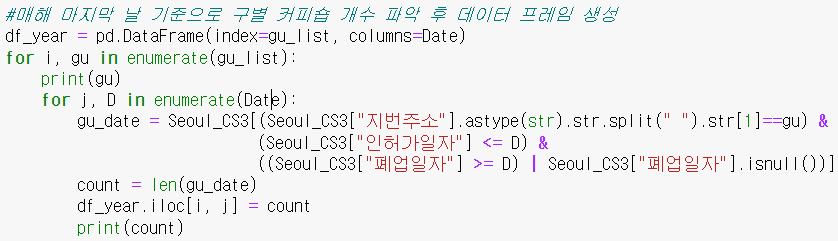 #매해 마지막 날 기준으로 구별 커피숍 개수 파악 후 데이터 프레임 생성
df_year = pd.DataFrame(index=gu_list, columns=Date)
for i, gu in enumerate(gu_list):
    print(gu)
    for j, D in enumerate(Date):
        gu_date = Seoul_CS3[(Seoul_CS3["지번주소"].astype(str).str.split(" ").str[1]==gu) &
                            (Seoul_CS3["인허가일자"] <= D) &
                            ((Seoul_CS3["폐업일자"] >= D) | Seoul_CS3["폐업일자"].isnull())]
        count = len(gu_date)
        df_year.iloc[i, j] = count
        print(count)